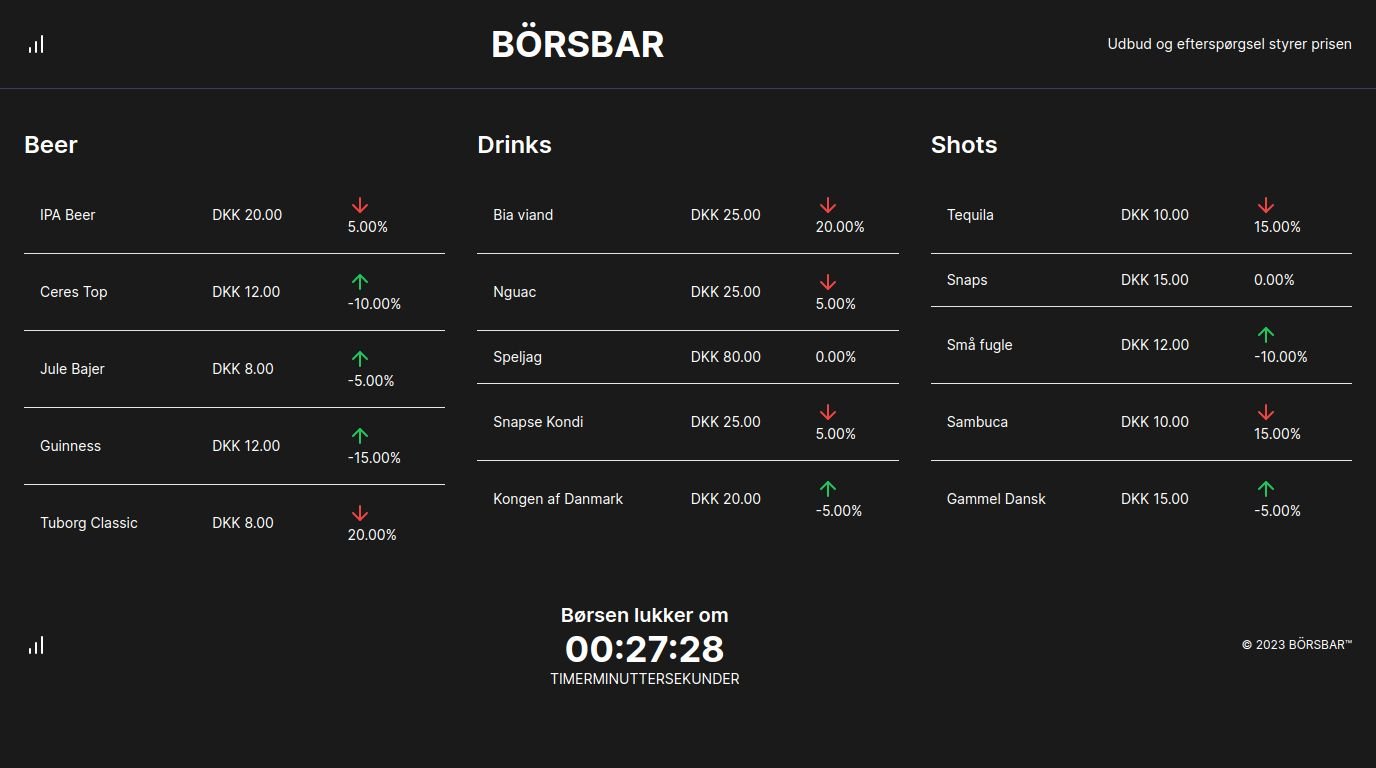 BÖRSBAR
Udbud og efterspørgsel styrer prisen
Beer
IPA Beer DKK 20.00 5.00%
Ceres Top DKK 12.00 -10.00%
Jule Bajer DKK 8.00 -5.00%
Guinness DKK 12.00 -15.00%
Tuborg Classic DKK 8.00 20.00%
Drinks
Bia viand DKK 25.00 20.00%
Nguac DKK 25.00 5.00%
Speljag DKK 80.00 0.00%
Snapse Kondi DKK 25.00 5.00%
Kongen af Danmark DKK 20.00 -5.00%
Shots
Tequila DKK 10.00 15.00%
Snaps DKK 15.00 0.00%
Små fugle DKK 12.00 -10.00%
Sambuca DKK 10.00 15.00%
Gammel Dansk DKK 15.00 -5.00%
Børsen lukker om
00:27:28
TIMERMINUTTERSEKUNDER
© 2023 BÖRSBAR™